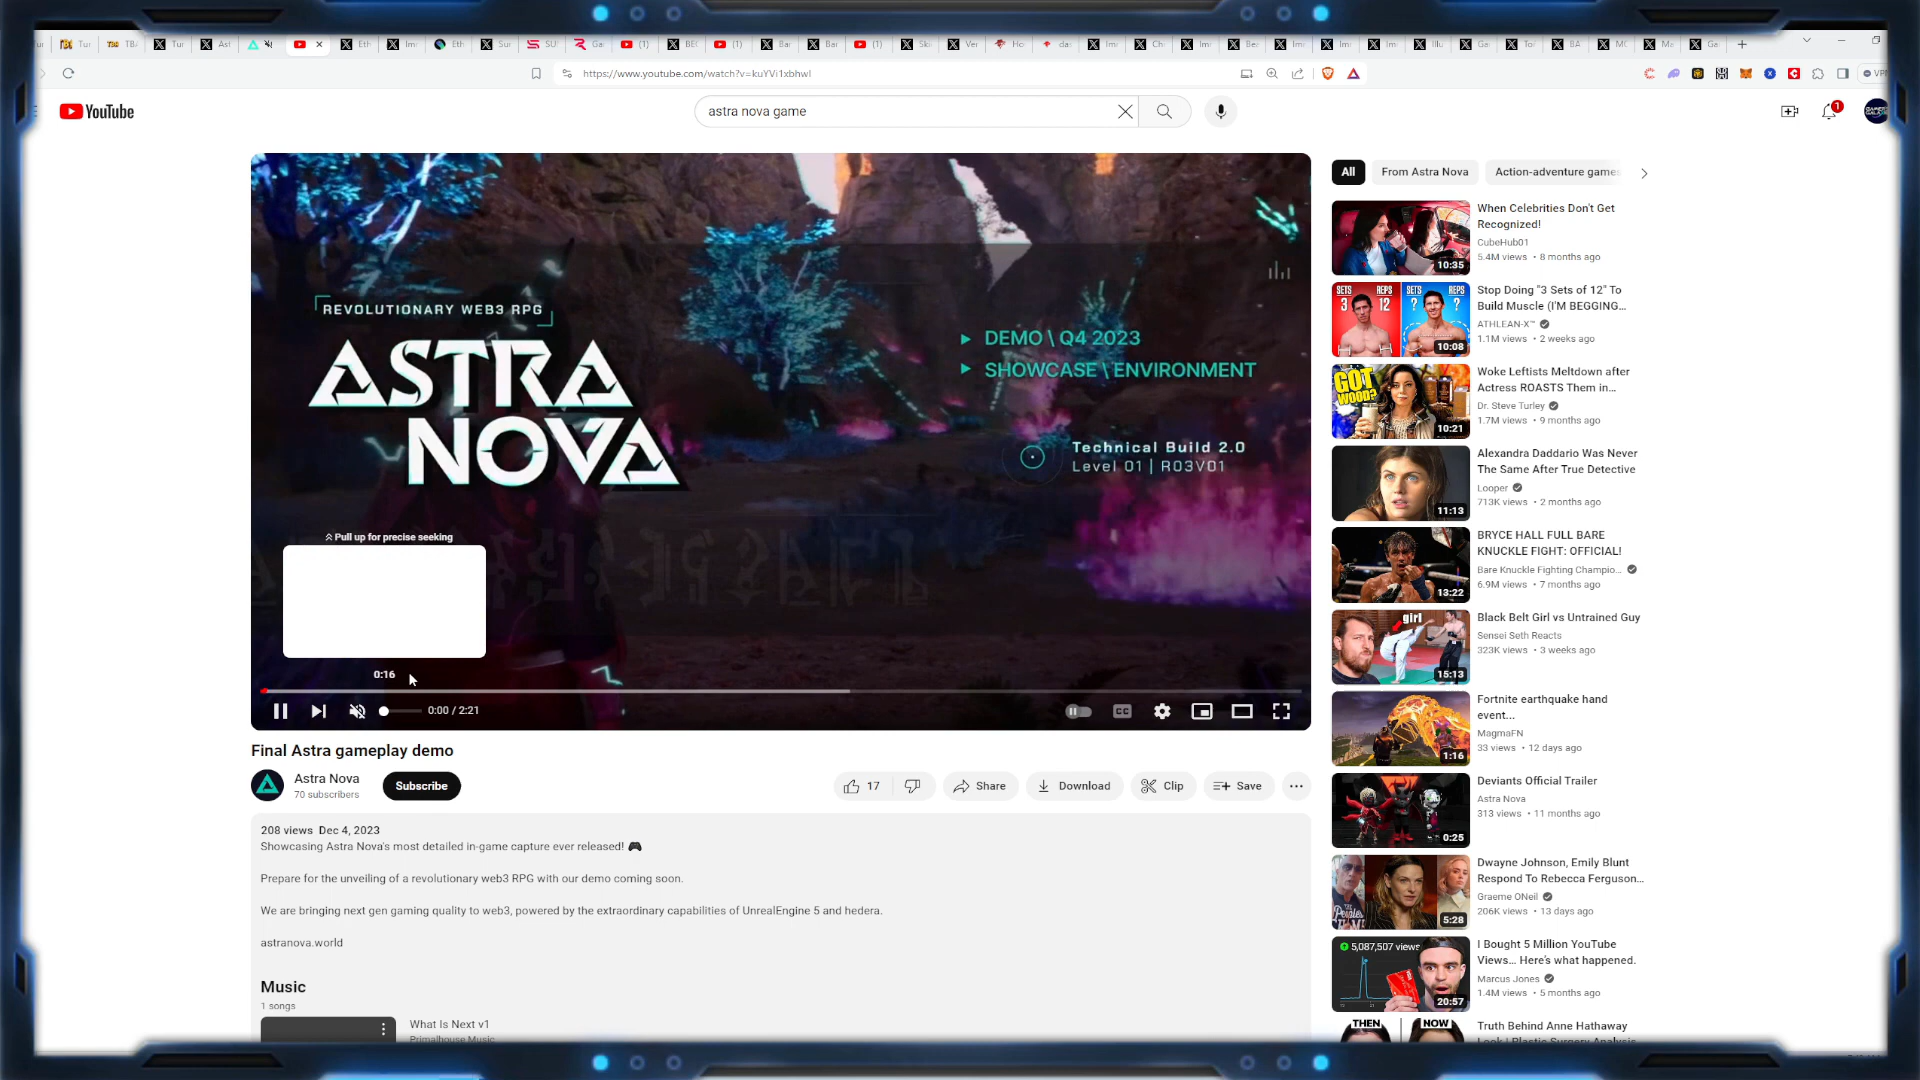 https://www.youtube.com/watch?v=kuYVi1xbhwI
YouTube
astra nova game
1
REVOLUTIONARY WEB3 RPG
ASTRA
NOVA
DEMO \ Q4 2023
SHOWCASE \ ENVIRONMENT
Technical Build 2.0
Level 01 | R03V01
Pull up for precise seeking
0:16
0:00 / 2:21
CC
Final Astra gameplay demo
Astra Nova
70 subscribers
Subscribe
17
Share
Download
Clip
Save
208 views Dec 4, 2023
Showcasing Astra Nova's most detailed in-game capture ever released! 🎮
Prepare for the unveiling of a revolutionary web3 RPG with our demo coming soon.
We are bringing next gen gaming quality to web3, powered by the extraordinary capabilities of UnrealEngine 5 and hedera.
astranova.world
Music
1 songs
What Is Next v1
Primalhouse Music
All
From Astra Nova
Action-adventure games
When Celebrities Don't Get
Recognized!
CubeHub01
5.4M views • 8 months ago
10:35
SETS REPS SETS REPS
3 12 ? ?
Stop Doing "3 Sets of 12" To
Build Muscle (I'M BEGGING...
ATHLEAN-X™
1.1M views • 2 weeks ago
10:08
GOT
WOOD?
Woke Leftists Meltdown after
Actress ROASTS Them in...
Dr. Steve Turley
1.7M views • 9 months ago
10:21
Alexandra Daddario Was Never
The Same After True Detective
Looper
713K views • 2 months ago
11:13
BRYCE HALL FULL BARE
KNUCKLE FIGHT: OFFICIAL!
Bare Knuckle Fighting Champio...
6.9M views • 7 months ago
13:22
girl
Black Belt Girl vs Untrained Guy
Sensei Seth Reacts
323K views • 3 weeks ago
15:13
Fortnite earthquake hand
event...
MagmaFN
33 views • 12 days ago
1:16
Deviants Official Trailer
Astra Nova
313 views • 11 months ago
0:25
Dwayne Johnson, Emily Blunt
Respond To Rebecca Ferguson...
Graeme ONeil
206K views • 13 days ago
5:28
5,087,507 views
I Bought 5 Million YouTube
Views... Here's what happened.
Marcus Jones
1.4M views • 5 months ago
20:57
THEN NOW
Truth Behind Anne Hathaway